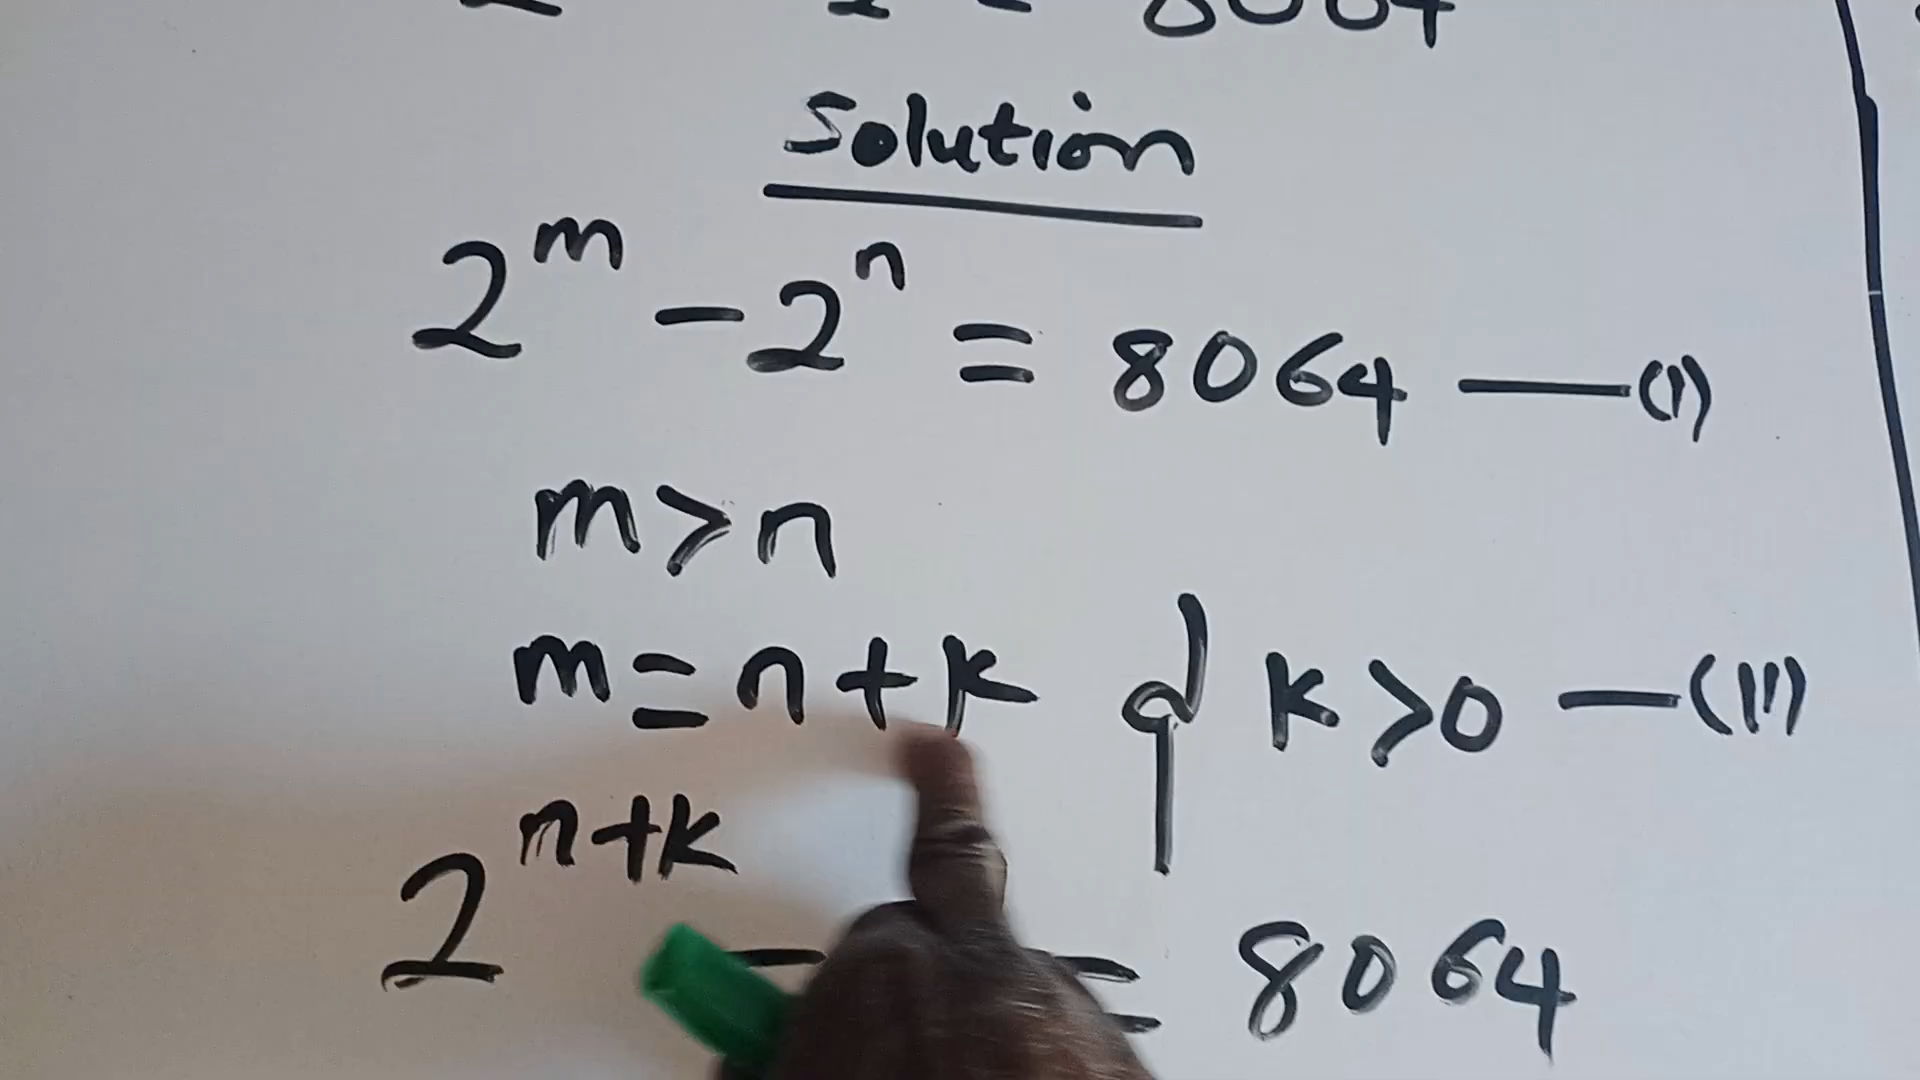 Solution
2^m - 2^n = 8064 —(I)
m>n
m=n+k & k>0 —(II)
2^n+k - = 8064